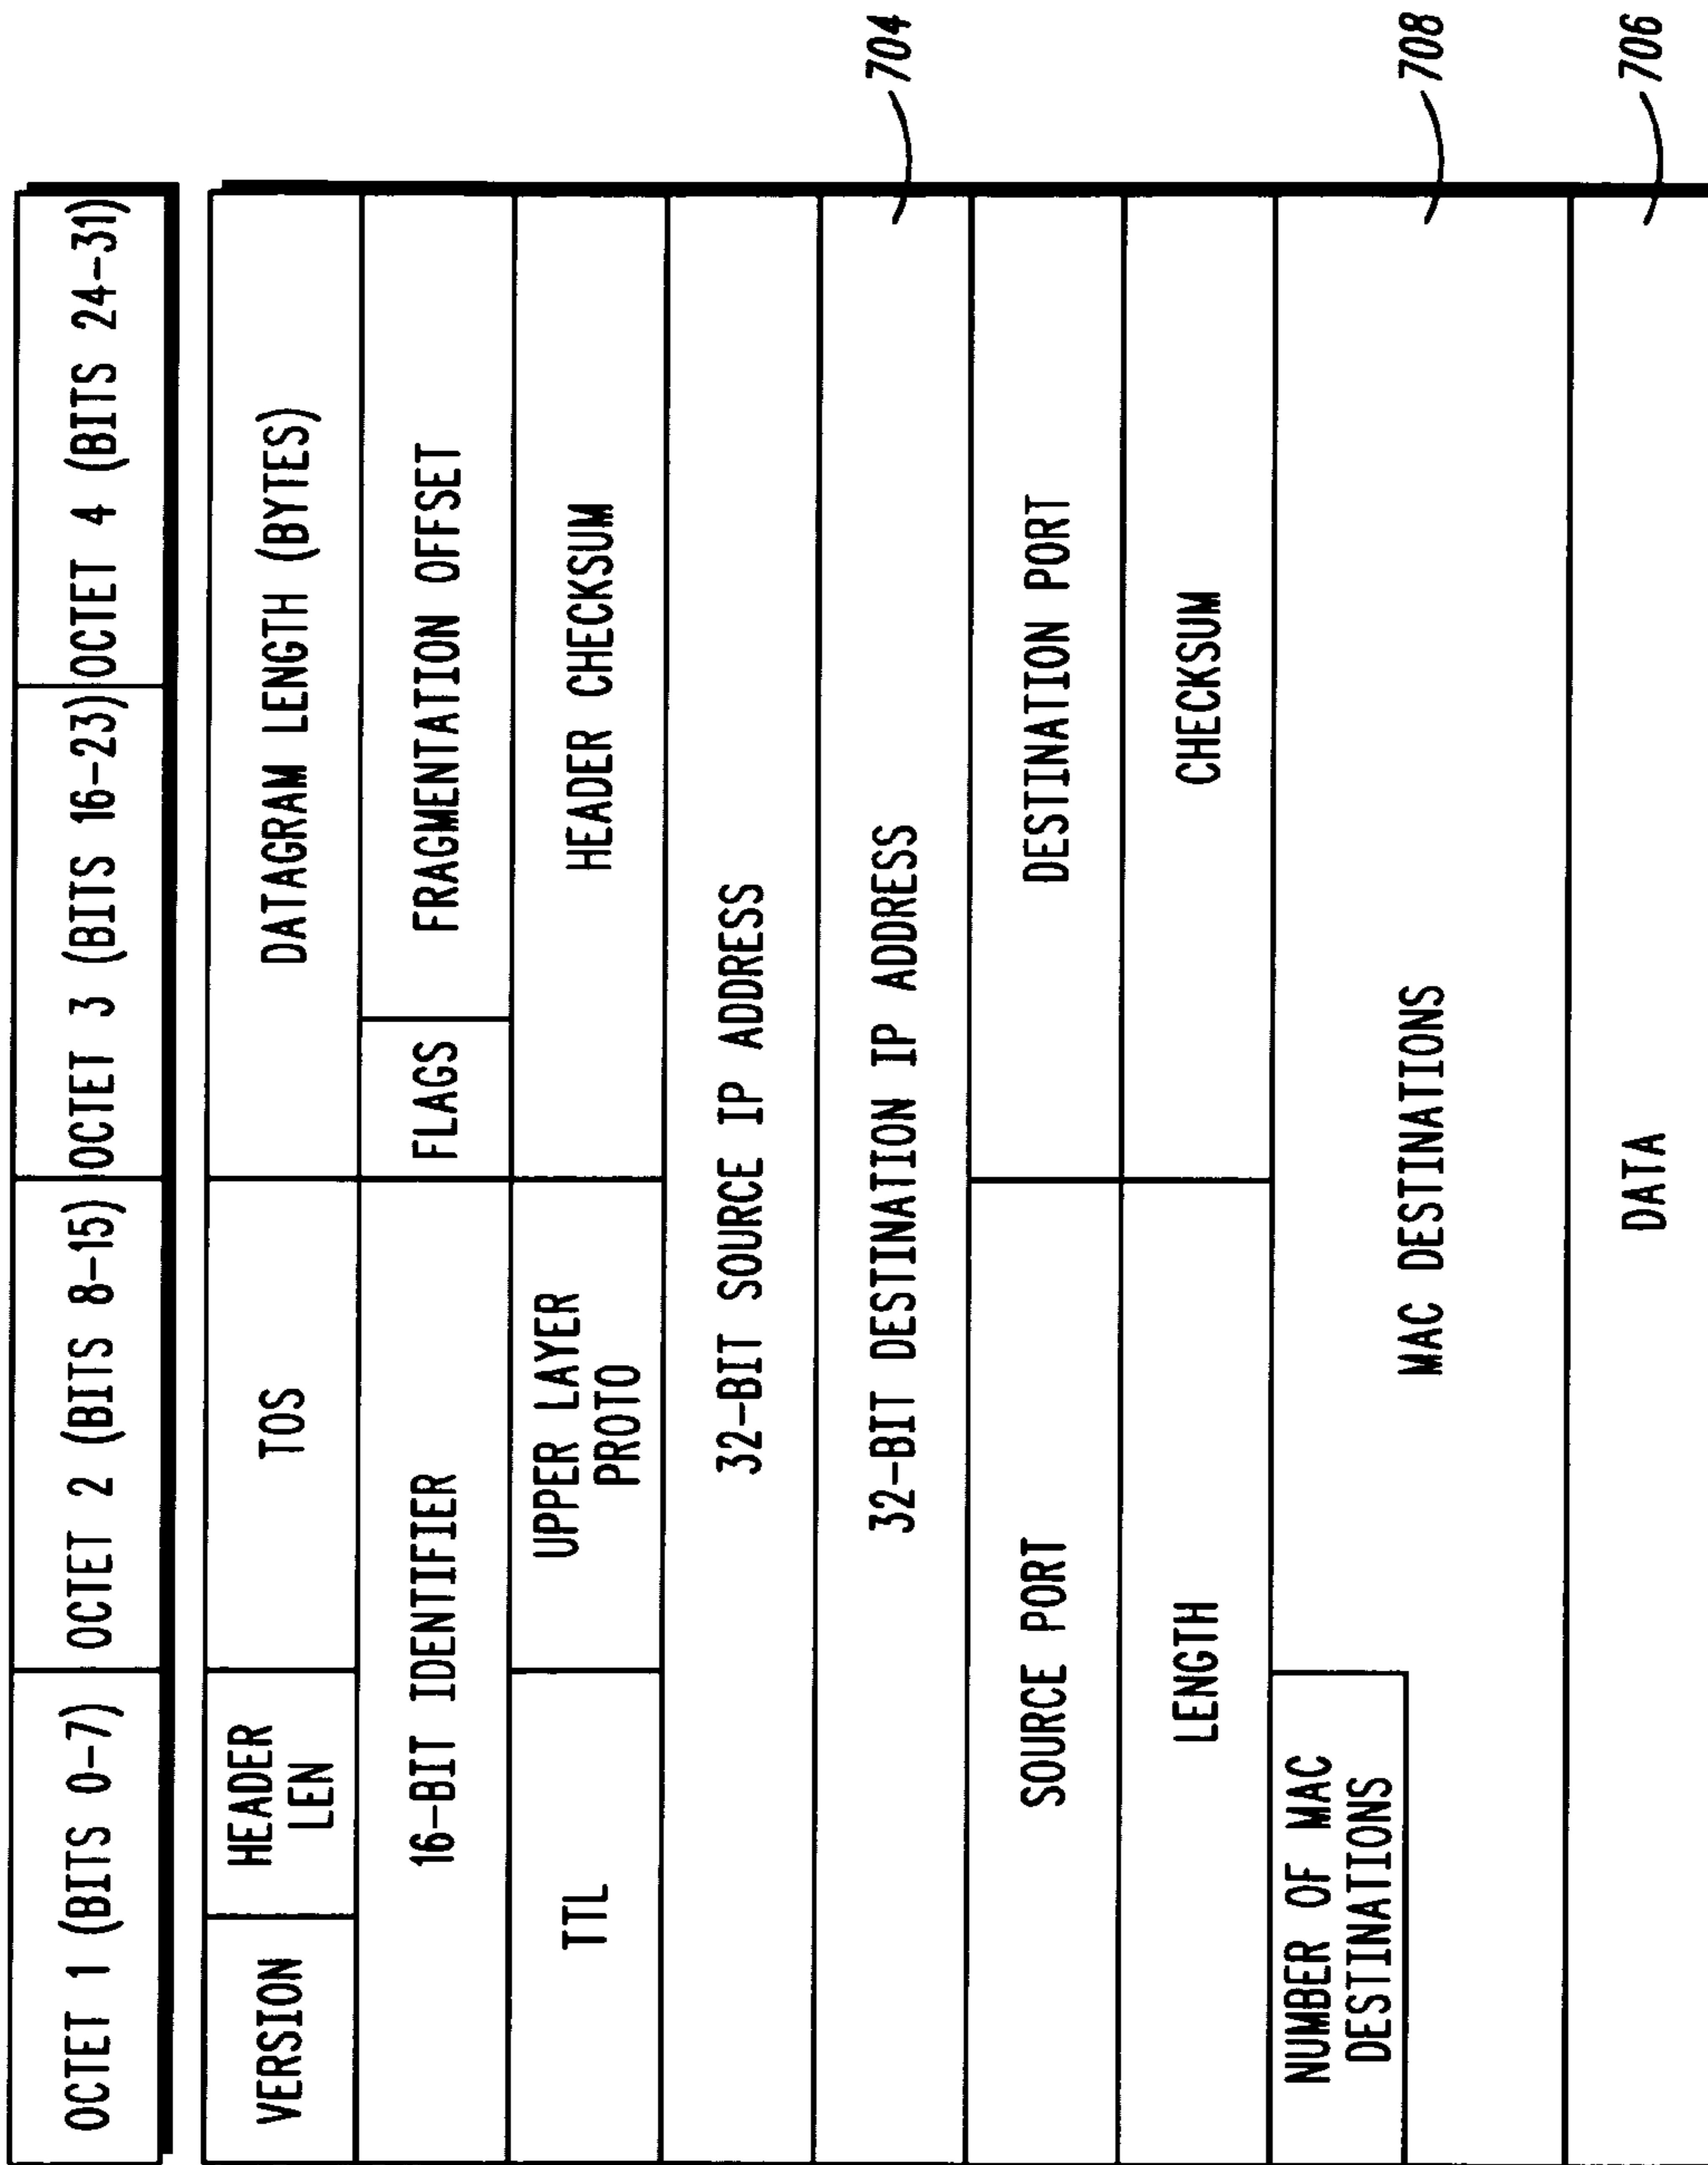 OCTET 1 (BITS 0-7) OCTET 2 (BITS 8-15) OCTET 3 (BITS 16-23) OCTET 4 (BITS 24-31)
VERSION
HEADER
LEN
TOS
DATAGRAM LENGTH (BYTES)
16-BIT IDENTIFIER
FLAGS
FRAGMENTATION OFFSET
TTL
UPPER LAYER
PROTO
HEADER CHECKSUM
32-BIT SOURCE IP ADDRESS
32-BIT DESTINATION IP ADDRESS
704
SOURCE PORT
DESTINATION PORT
LENGTH
CHECKSUM
NUMBER OF MAC
DESTINATIONS
MAC DESTINATIONS
708
DATA
706